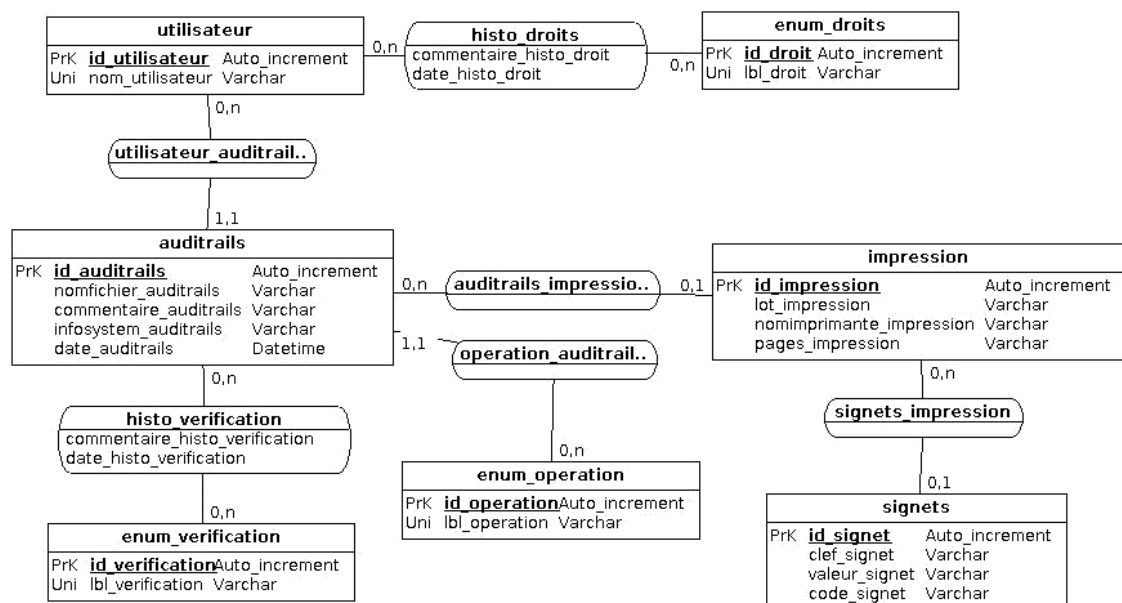 utilisateur
PrK id_utilisateur Auto_increment
Uni nom_utilisateur Varchar
0,n
histo_droits
commentaire_histo_droit
date_histo_droit
0,n
enum_droits
PrK id_droit Auto_increment
Uni lbl_droit Varchar
0,n
utilisateur_auditrail..
1,1
auditrails
PrK id_auditrails Auto_increment
nomfichier_auditrails Varchar
commentaire_auditrails Varchar
infosystem_auditrails Varchar
date_auditrails Datetime
0,n
auditrails_impressio..
0,1
impression
PrK id_impression Auto_increment
lot_impression Varchar
nomimprimante_impression Varchar
pages_impression Varchar
1,1
operation_auditrail..
0,n
histo_verification
commentaire_histo_verification
date_histo_verification
0,n
signets_impression
0,n
enum_operation
PrK id_operation Auto_increment
Uni lbl_operation Varchar
0,n
enum_verification
PrK id_verification Auto_increment
Uni lbl_verification Varchar
0,1
signets
PrK id_signet Auto_increment
clef_signet Varchar
valeur_signet Varchar
code_signet Varchar